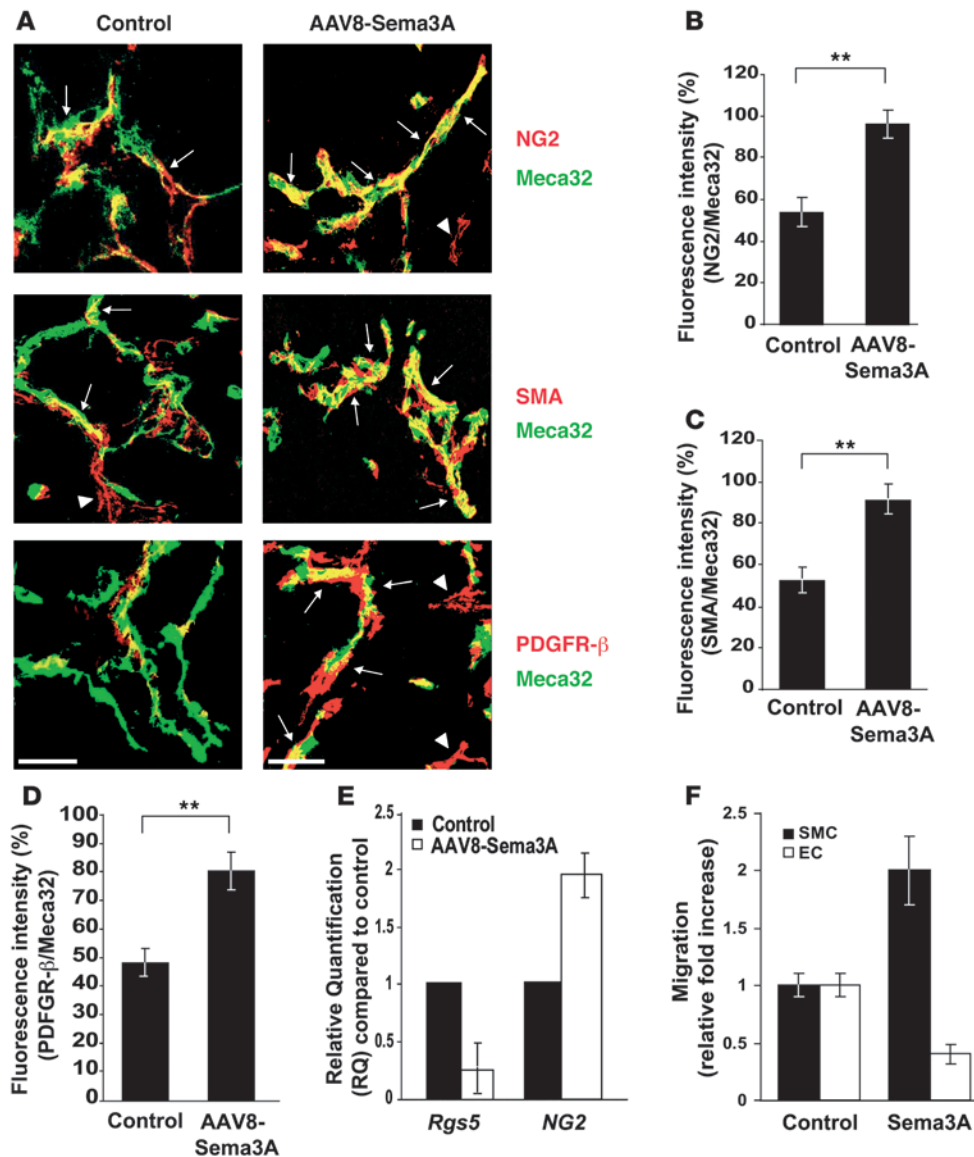 A
Control
AAV8-Sema3A
NG2
Meca32
SMA
Meca32
PDGFR-β
Meca32
B
**
Fluorescence intensity (%)
(NG2/Meca32)
120
100
80
60
40
20
0
Control
AAV8-
Sema3A
C
**
Fluorescence intensity (%)
(SMA/Meca32)
120
100
80
60
40
20
0
Control
AAV8-
Sema3A
D
**
Fluorescence intensity (%)
(PDFGR-β/Meca32)
100
90
80
70
60
50
40
30
20
10
0
Control
AAV8-
Sema3A
E
Control
AAV8-Sema3A
Relative Quantification
(RQ) compared to control
2.5
2
1.5
1
0.5
0
Rgs5
NG2
F
SMC
EC
Migration
(relative fold increase)
2.5
2
1.5
1
0.5
0
Control
Sema3A